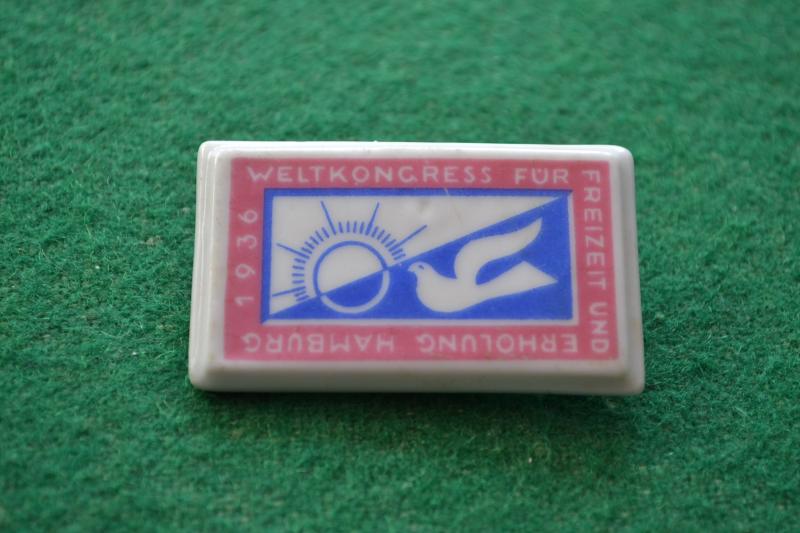 WELTKONGRESS FÜR
FREIZEIT UND
ERHOLUNG HAMBURG
1936